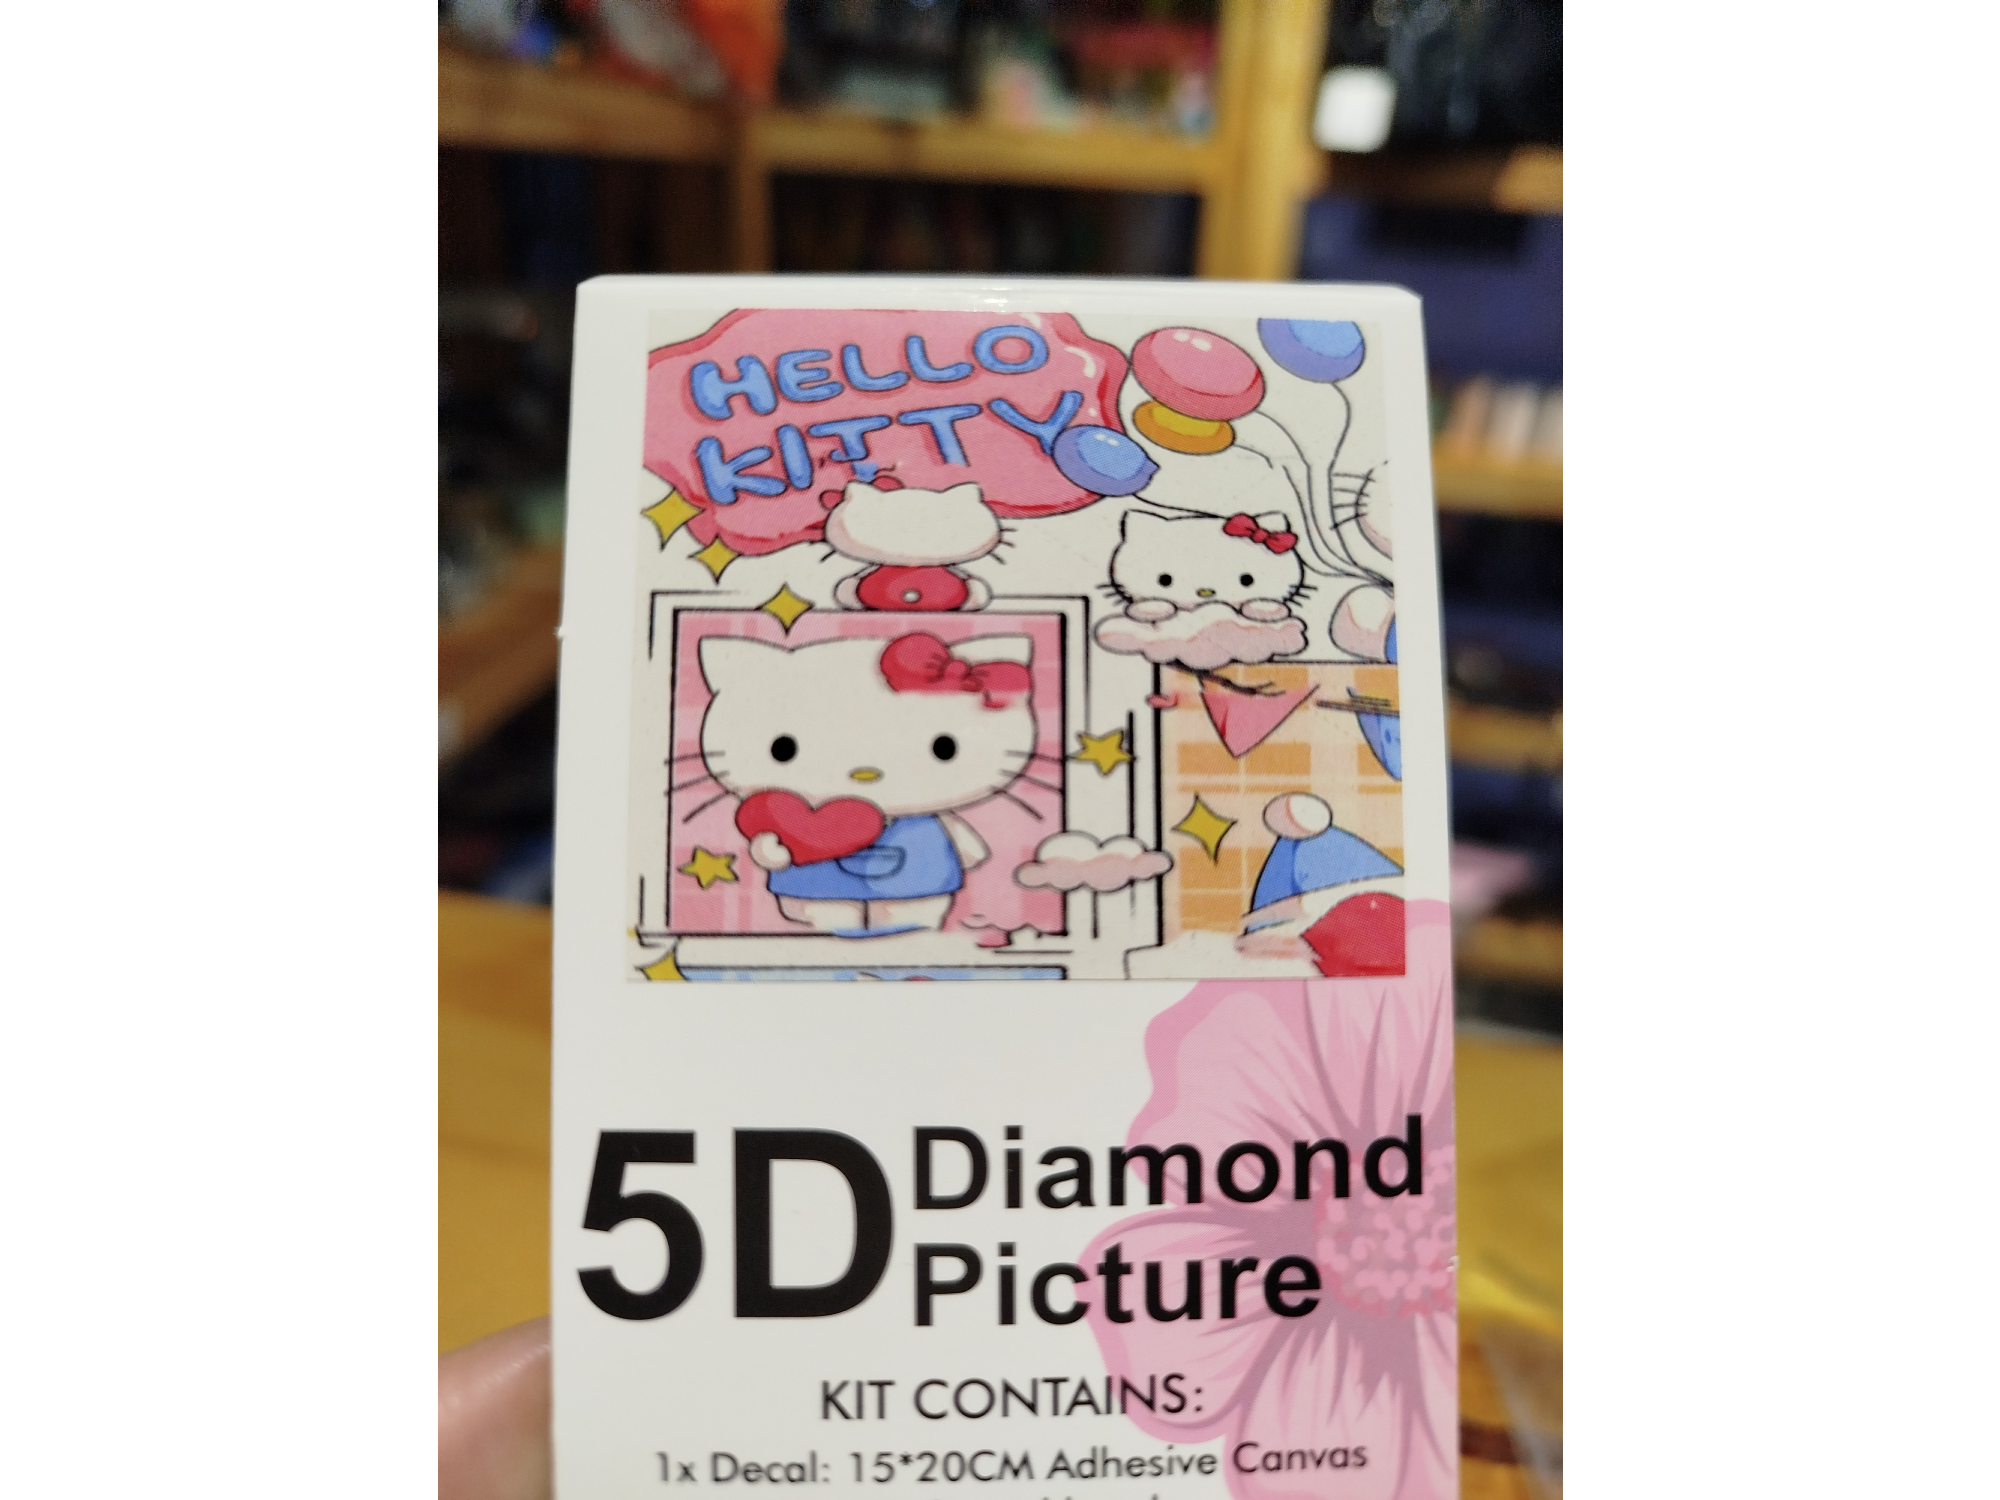 HELLO
KITTY
5D Diamond
Picture
KIT CONTAINS:
1x Decal: 15*20CM Adhesive Canvas